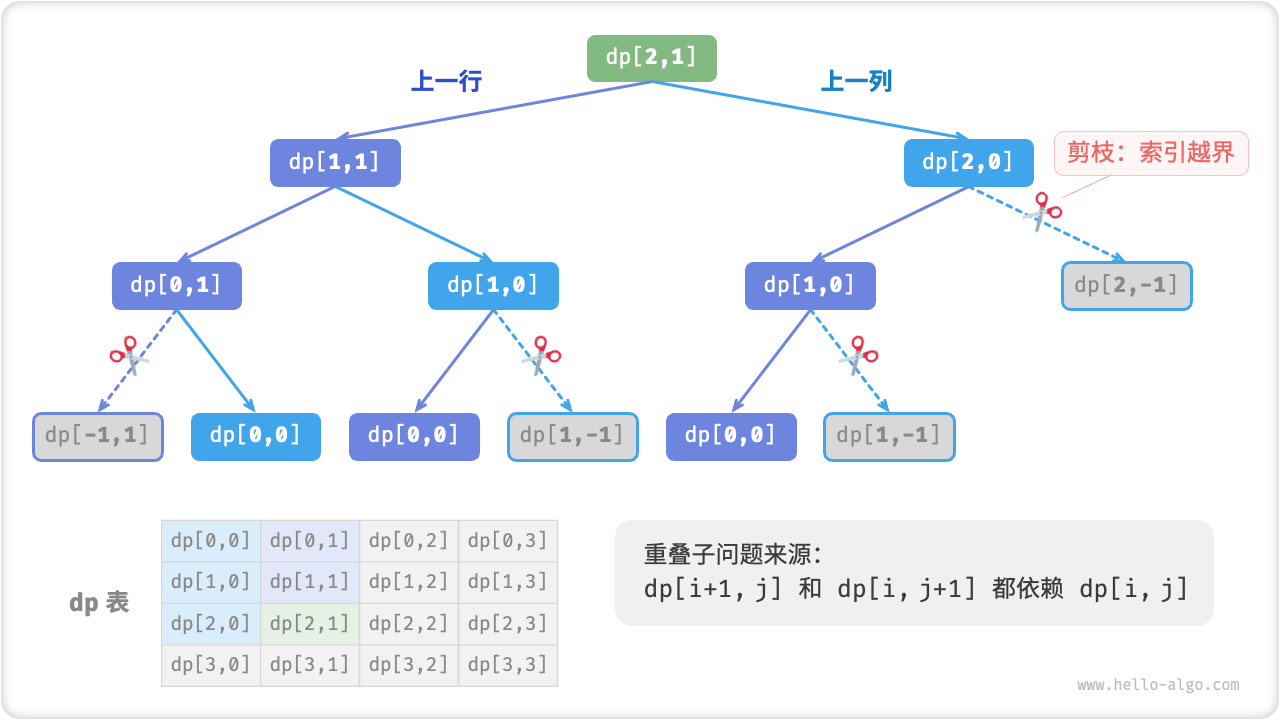 dp[2,1]
上一行
上一列
dp[1,1]
dp[2,0]
剪枝：索引越界
dp[0,1]
dp[1,0]
dp[1,0]
dp[2,-1]
dp[-1,1]
dp[0,0]
dp[0,0]
dp[1,-1]
dp[0,0]
dp[1,-1]
dp 表
dp[0,0] dp[0,1] dp[0,2] dp[0,3]
dp[1,0] dp[1,1] dp[1,2] dp[1,3]
dp[2,0] dp[2,1] dp[2,2] dp[2,3]
dp[3,0] dp[3,1] dp[3,2] dp[3,3]
重叠子问题来源：
dp[i+1, j] 和 dp[i, j+1] 都依赖 dp[i, j]
www.hello-algo.com